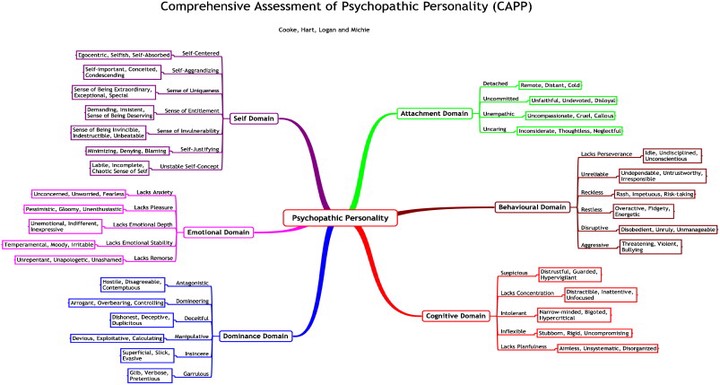 Comprehensive Assessment of Psychopathic Personality (CAPP)
Cooke, Hart, Logan and Michie
Psychopathic Personality
Self Domain
Self-Centered
Egocentric, Selfish, Self-Absorbed
Self-Aggrandizing
Self-Important, Conceited,
Condescending
Sense of Uniqueness
Sense of Being Extraordinary,
Exceptional, Special
Sense of Entitlement
Demanding, Insistent,
Sense of Being Deserving
Sense of Invulnerability
Sense of Being Invincible,
Indestructible, Unbeatable
Self-Justifying
Minimizing, Denying, Blaming
Unstable Self-Concept
Labile, Incomplete,
Chaotic Sense of Self
Emotional Domain
Lacks Anxiety
Unconcerned, Unworried, Fearless
Lacks Pleasure
Pessimistic, Gloomy, Unenthusiastic
Lacks Emotional Depth
Unemotional, Indifferent,
Inexpressive
Lacks Emotional Stability
Temperamental, Moody, Irritable
Lacks Remorse
Unrepentant, Unapologetic, Unashamed
Dominance Domain
Antagonistic
Hostile, Disagreeable,
Contemptuous
Domineering
Arrogant, Overbearing, Controlling
Deceitful
Dishonest, Deceptive,
Duplicitous
Manipulative
Devious, Exploitative, Calculating
Insincere
Superficial, Slick,
Evasive
Garrulous
Glib, Verbose,
Pretentious
Attachment Domain
Detached
Remote, Distant, Cold
Uncommitted
Unfaithful, Undevoted, Disloyal
Unempathic
Uncompassionate, Cruel, Callous
Uncaring
Inconsiderate, Thoughtless, Neglectful
Behavioural Domain
Lacks Perseverance
Idle, Undisciplined,
Unconscientious
Unreliable
Undependable, Untrustworthy,
Irresponsible
Reckless
Rash, Impetuous, Risk-taking
Restless
Overactive, Fidgety,
Energetic
Disruptive
Disobedient, Unruly, Unmanageable
Aggressive
Threatening, Violent,
Bullying
Cognitive Domain
Suspicious
Distrustful, Guarded,
Hypervigilant
Lacks Concentration
Distractible, Inattentive,
Unfocused
Intolerant
Narrow-minded, Bigoted,
Hypercritical
Inflexible
Stubborn, Rigid, Uncompromising
Lacks Planfulness
Aimless, Unsystematic, Disorganized